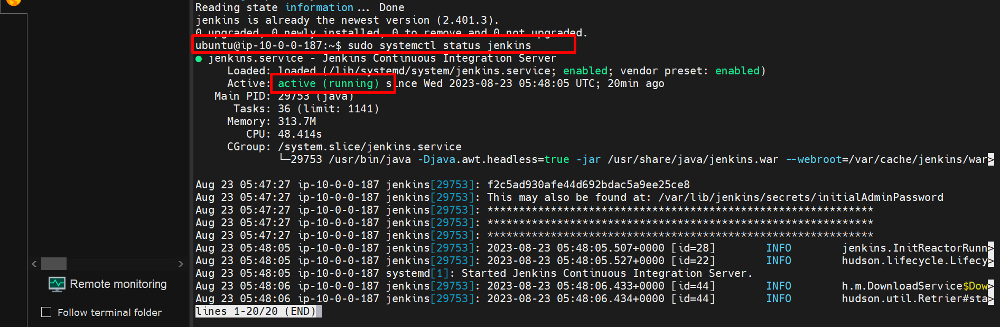 Reading state information... Done
jenkins is already the newest version (2.401.3).
0 upgraded, 0 newly installed, 0 to remove and 0 not upgraded.
ubuntu@ip-10-0-0-187:~$ sudo systemctl status jenkins
● jenkins.service - Jenkins Continuous Integration Server
Loaded: loaded (/lib/systemd/system/jenkins.service; enabled; vendor preset: enabled)
Active: active (running) since Wed 2023-08-23 05:48:05 UTC; 20min ago
Main PID: 29753 (java)
Tasks: 36 (limit: 1141)
Memory: 313.7M
CPU: 48.414s
CGroup: /system.slice/jenkins.service
└─29753 /usr/bin/java -Djava.awt.headless=true -jar /usr/share/java/jenkins.war --webroot=/var/cache/jenkins/war>
Aug 23 05:47:27 ip-10-0-0-187 jenkins[29753]: f2c5ad930afe44d692bdac5a9ee25ce8
Aug 23 05:47:27 ip-10-0-0-187 jenkins[29753]: This may also be found at: /var/lib/jenkins/secrets/initialAdminPassword
Aug 23 05:47:27 ip-10-0-0-187 jenkins[29753]: *************************************************************
Aug 23 05:47:27 ip-10-0-0-187 jenkins[29753]: *************************************************************
Aug 23 05:47:27 ip-10-0-0-187 jenkins[29753]: *************************************************************
Aug 23 05:48:05 ip-10-0-0-187 jenkins[29753]: 2023-08-23 05:48:05.507+0000 [id=28] INFO jenkins.InitReactorRunn>
Aug 23 05:48:05 ip-10-0-0-187 jenkins[29753]: 2023-08-23 05:48:05.527+0000 [id=22] INFO hudson.lifecycle.Lifecy>
Aug 23 05:48:05 ip-10-0-0-187 systemd[1]: Started Jenkins Continuous Integration Server.
Aug 23 05:48:06 ip-10-0-0-187 jenkins[29753]: 2023-08-23 05:48:06.433+0000 [id=44] INFO h.m.DownloadService$Dow>
Aug 23 05:48:06 ip-10-0-0-187 jenkins[29753]: 2023-08-23 05:48:06.434+0000 [id=44] INFO hudson.util.Retrier#sta>
lines 1-20/20 (END)
Remote monitoring
Follow terminal folder